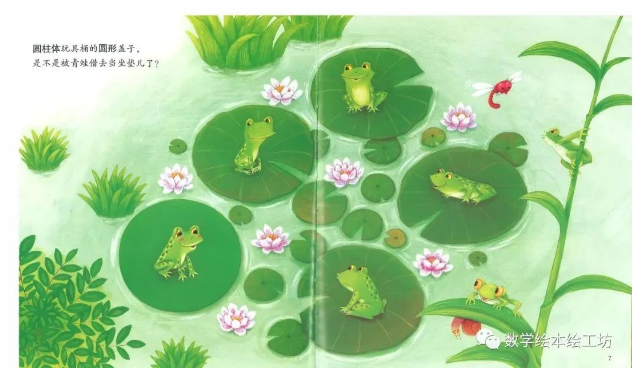 圆柱体玩具桶的圆形盖子，
是不是被青蛙借去当坐垫儿了？
数学绘本绘工坊
7